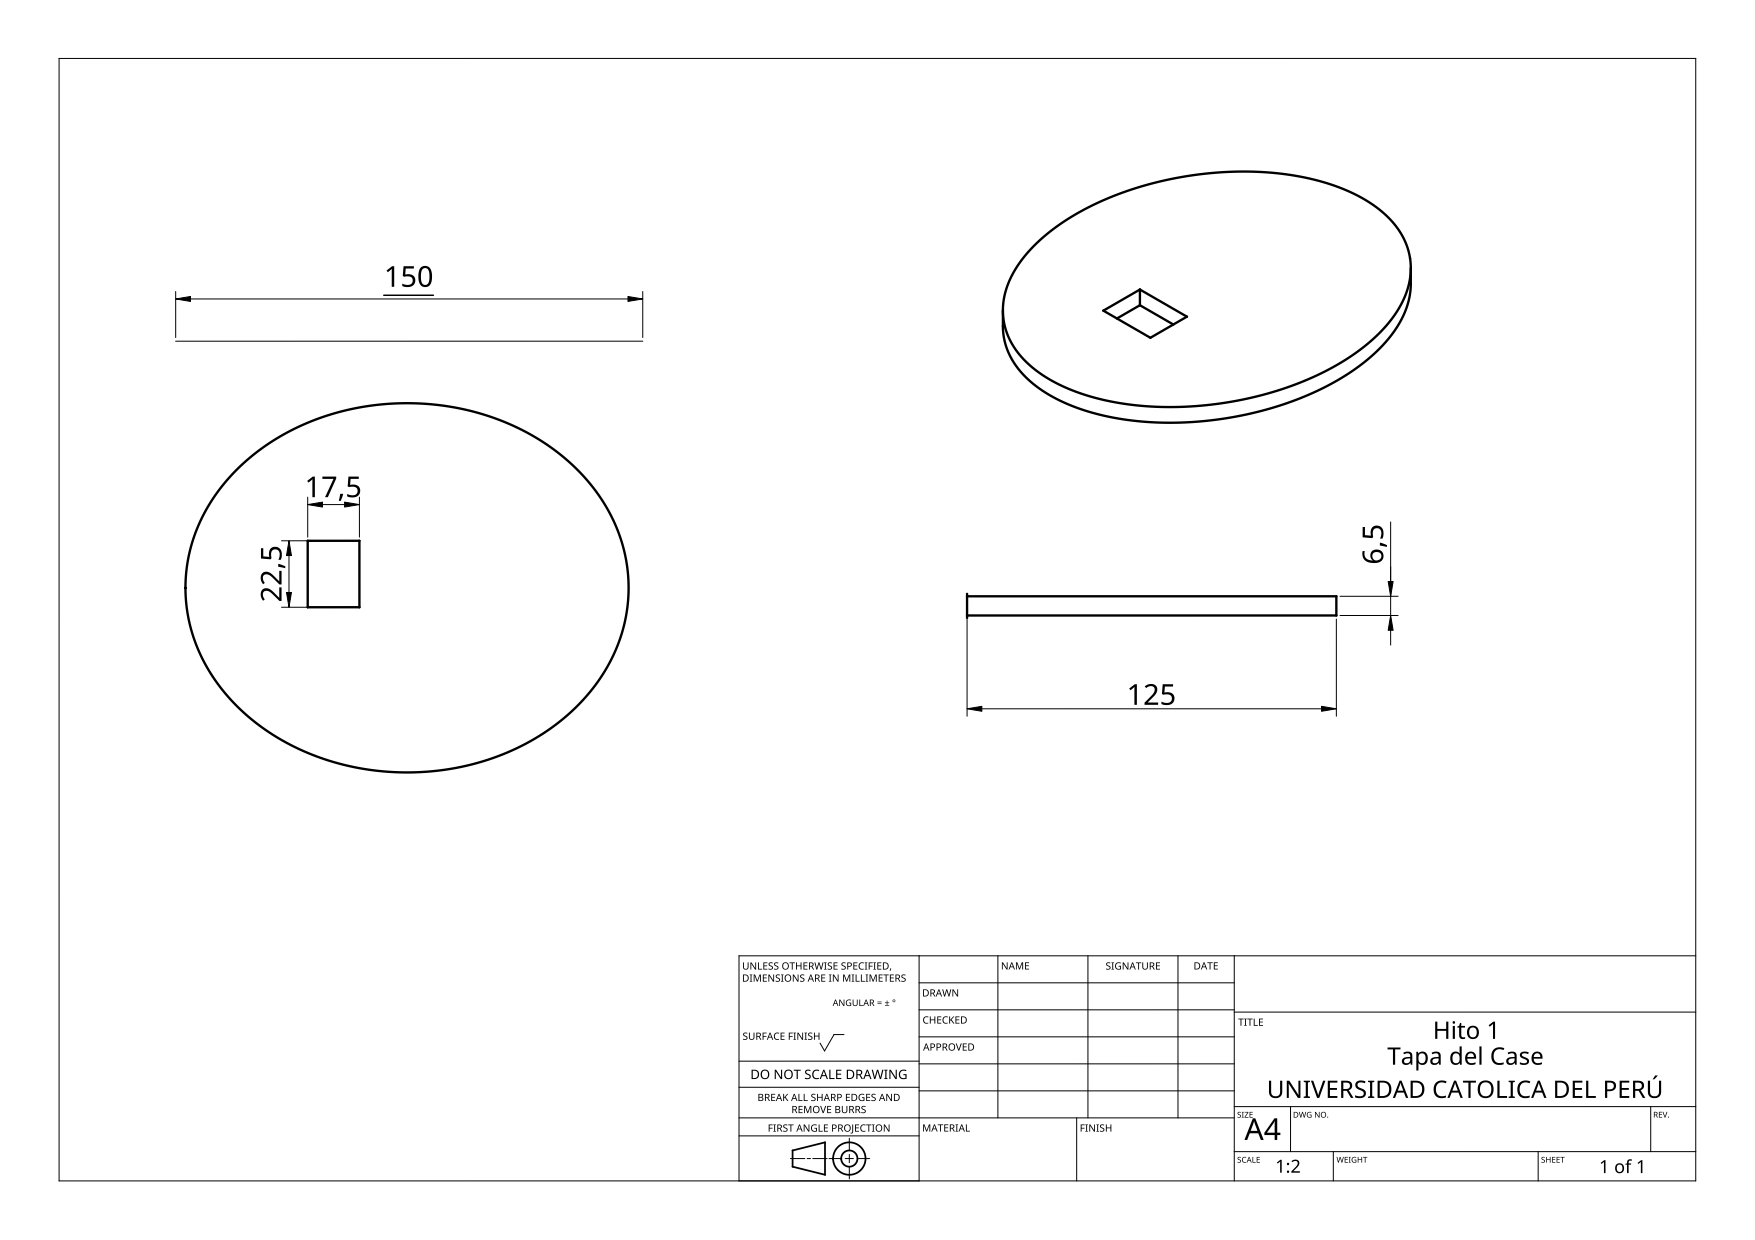 150
17,5
22,5
6,5
125
UNLESS OTHERWISE SPECIFIED,
DIMENSIONS ARE IN MILLIMETERS
ANGULAR = ± °
SURFACE FINISH
DO NOT SCALE DRAWING
BREAK ALL SHARP EDGES AND
REMOVE BURRS
FIRST ANGLE PROJECTION
NAME SIGNATURE DATE
DRAWN
CHECKED
APPROVED
MATERIAL FINISH
TITLE
Hito 1
Tapa del Case
UNIVERSIDAD CATOLICA DEL PERÚ
SIZE
A4
DWG NO.
REV.
SCALE 1:2 WEIGHT SHEET 1 of 1